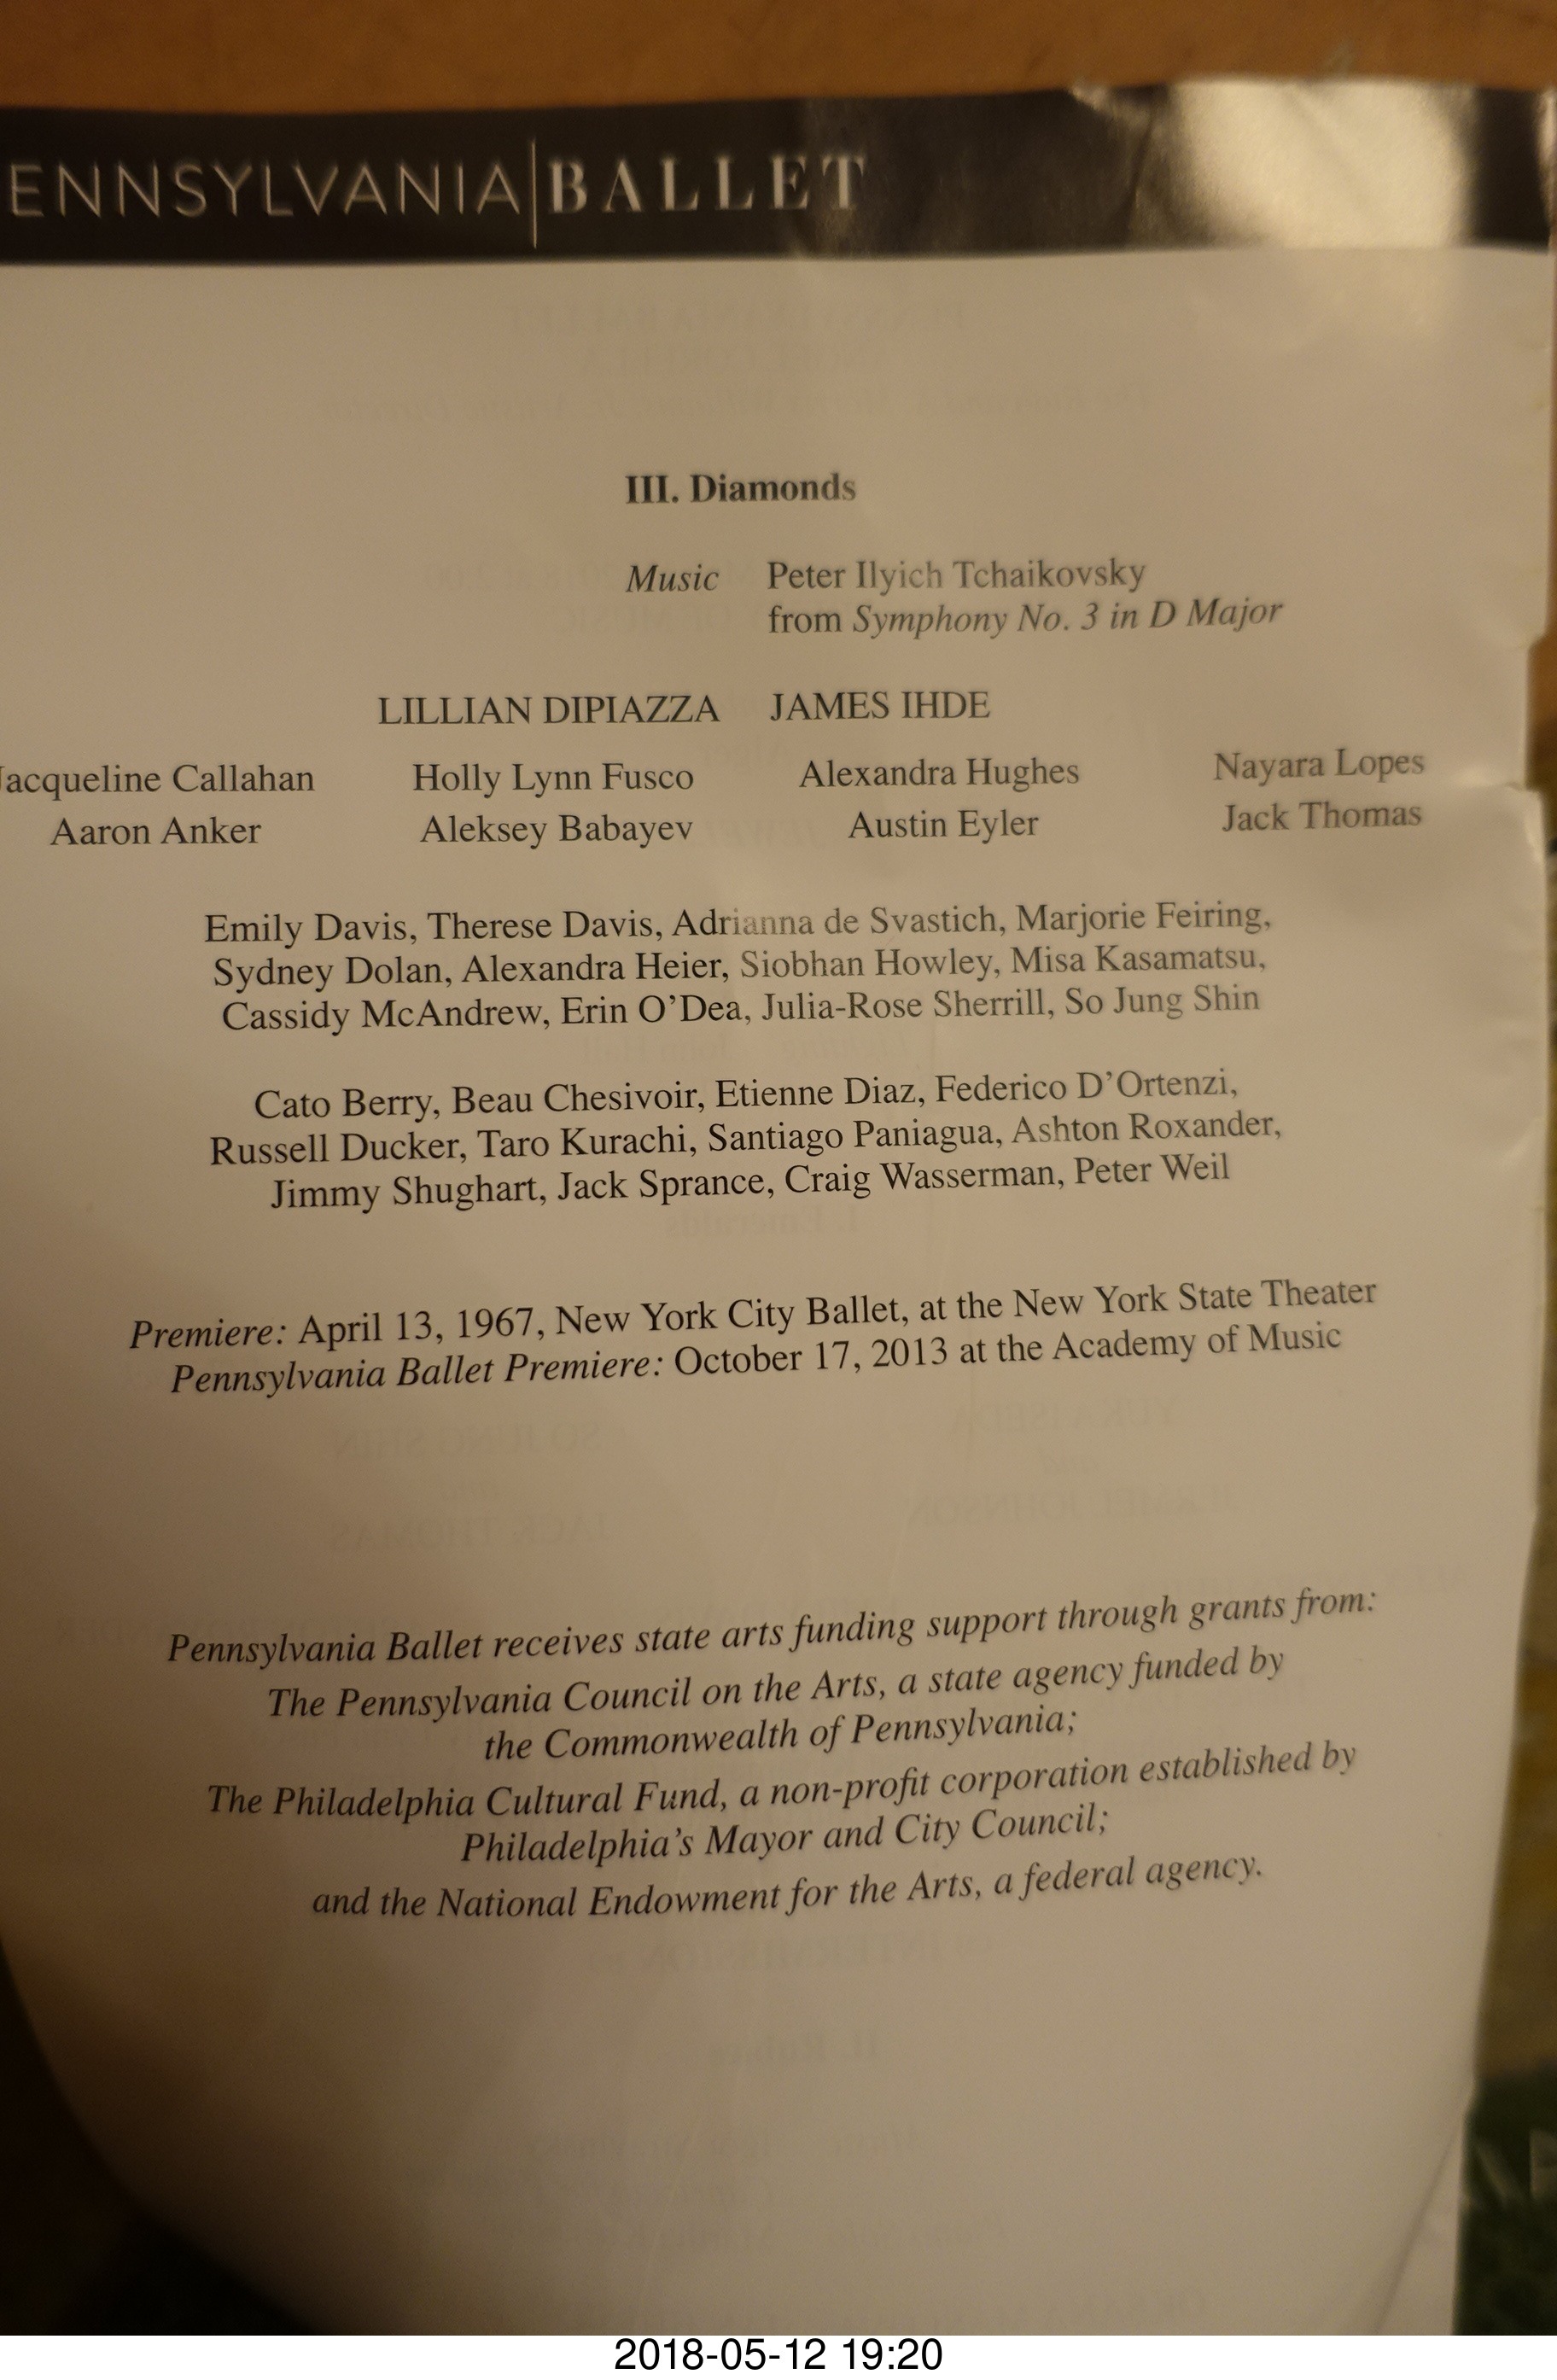 ENNSYLVANIA|BALLET
III. Diamonds
Music Peter Ilyich Tchaikovsky
from Symphony No. 3 in D Major
LILLIAN DIPIAZZA JAMES IHDE
Jacqueline Callahan Holly Lynn Fusco Alexandra Hughes Nayara Lopes
Aaron Anker Aleksey Babayev Austin Eyler Jack Thomas
Emily Davis, Therese Davis, Adrianna de Svastich, Marjorie Feiring,
Sydney Dolan, Alexandra Heier, Siobhan Howley, Misa Kasamatsu,
Cassidy McAndrew, Erin O’Dea, Julia-Rose Sherrill, So Jung Shin
Cato Berry, Beau Chesivoir, Etienne Diaz, Federico D’Ortenzi,
Russell Ducker, Taro Kurachi, Santiago Paniagua, Ashton Roxander,
Jimmy Shughart, Jack Sprance, Craig Wasserman, Peter Weil
Premiere: April 13, 1967, New York City Ballet, at the New York State Theater
Pennsylvania Ballet Premiere: October 17, 2013 at the Academy of Music
Pennsylvania Ballet receives state arts funding support through grants from:
The Pennsylvania Council on the Arts, a state agency funded by
the Commonwealth of Pennsylvania;
The Philadelphia Cultural Fund, a non-profit corporation established by
Philadelphia’s Mayor and City Council;
and the National Endowment for the Arts, a federal agency.
2018-05-12 19:20